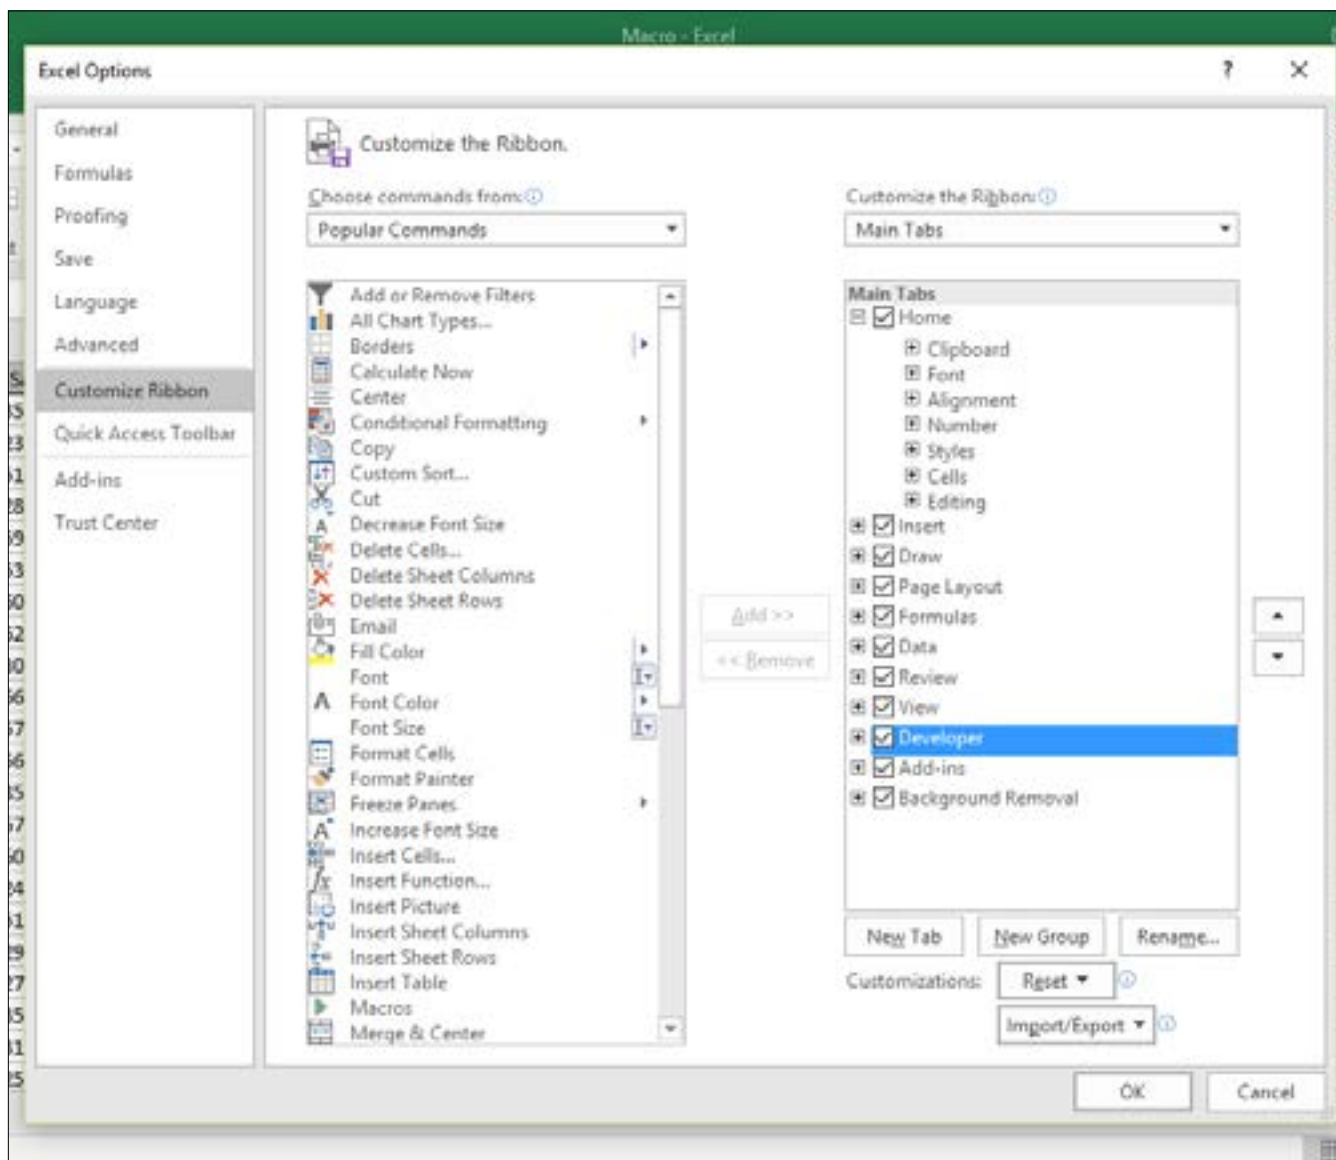 Macro - Excel
Excel Options
?
General
Formulas
Proofing
Save
Language
Advanced
Customize Ribbon
Quick Access Toolbar
Add-ins
Trust Center
Customize the Ribbon.
Choose commands from:
Popular Commands
Add or Remove Filters
All Chart Types...
Borders
Calculate Now
Center
Conditional Formatting
Copy
Custom Sort...
Cut
Decrease Font Size
Delete Cells...
Delete Sheet Columns
Delete Sheet Rows
Email
Fill Color
Font
Font Color
Font Size
Format Cells
Format Painter
Freeze Panes
Increase Font Size
Insert Cells...
Insert Function...
Insert Picture
Insert Sheet Columns
Insert Sheet Rows
Insert Table
Macros
Merge & Center
Add >>
<< Remove
Customize the Ribbon:
Main Tabs
Main Tabs
Home
Clipboard
Font
Alignment
Number
Styles
Cells
Editing
Insert
Draw
Page Layout
Formulas
Data
Review
View
Developer
Add-ins
Background Removal
New Tab
New Group
Rename...
Customizations:
Reset
Import/Export
OK
Cancel